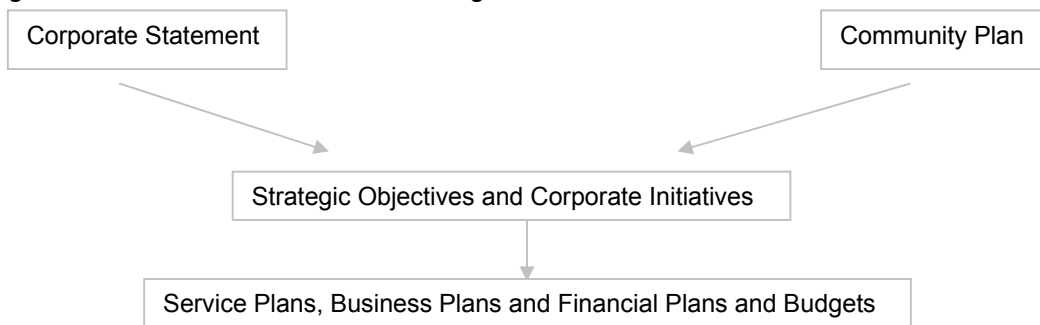 Corporate Statement
Community Plan
Strategic Objectives and Corporate Initiatives
Service Plans, Business Plans and Financial Plans and Budgets